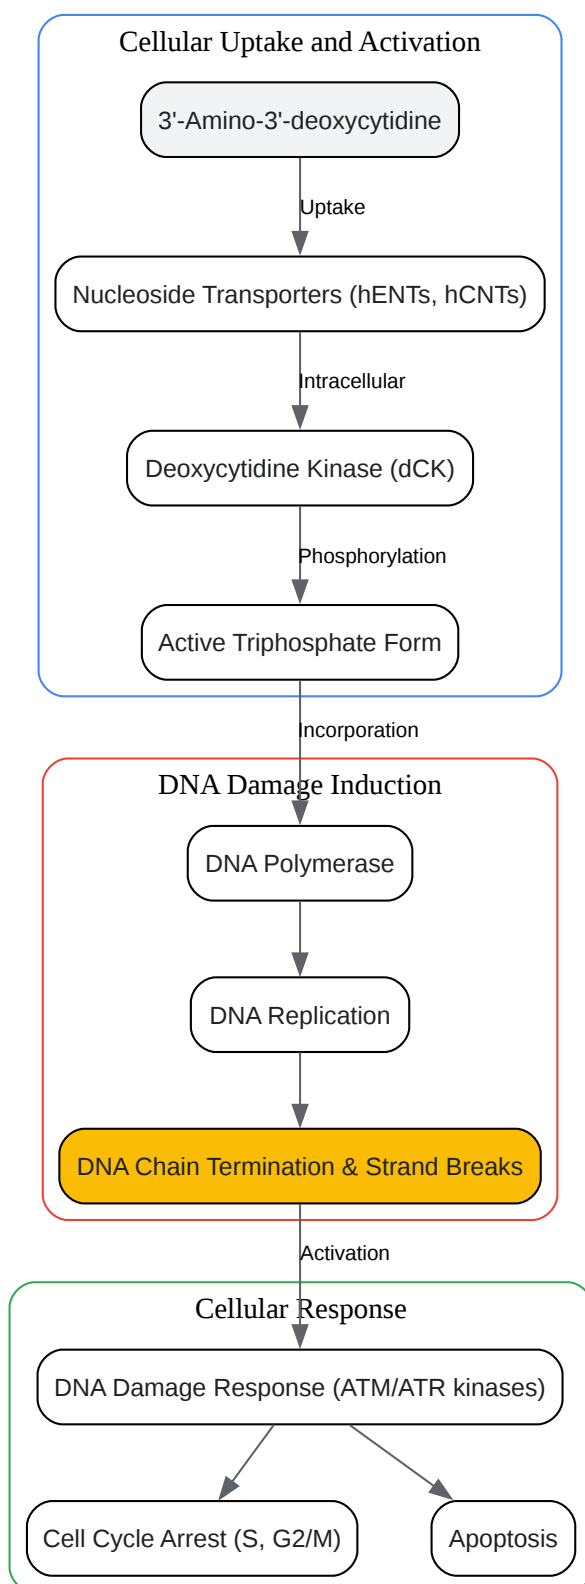 Cellular Uptake and Activation
3'-Amino-3'-deoxycytidine
Uptake
Nucleoside Transporters (hENTs, hCNTs)
Intracellular
Deoxycytidine Kinase (dCK)
Phosphorylation
Active Triphosphate Form
Incorporation
DNA Damage Induction
DNA Polymerase
DNA Replication
DNA Chain Termination & Strand Breaks
Activation
Cellular Response
DNA Damage Response (ATM/ATR kinases)
Cell Cycle Arrest (S, G2/M)
Apoptosis